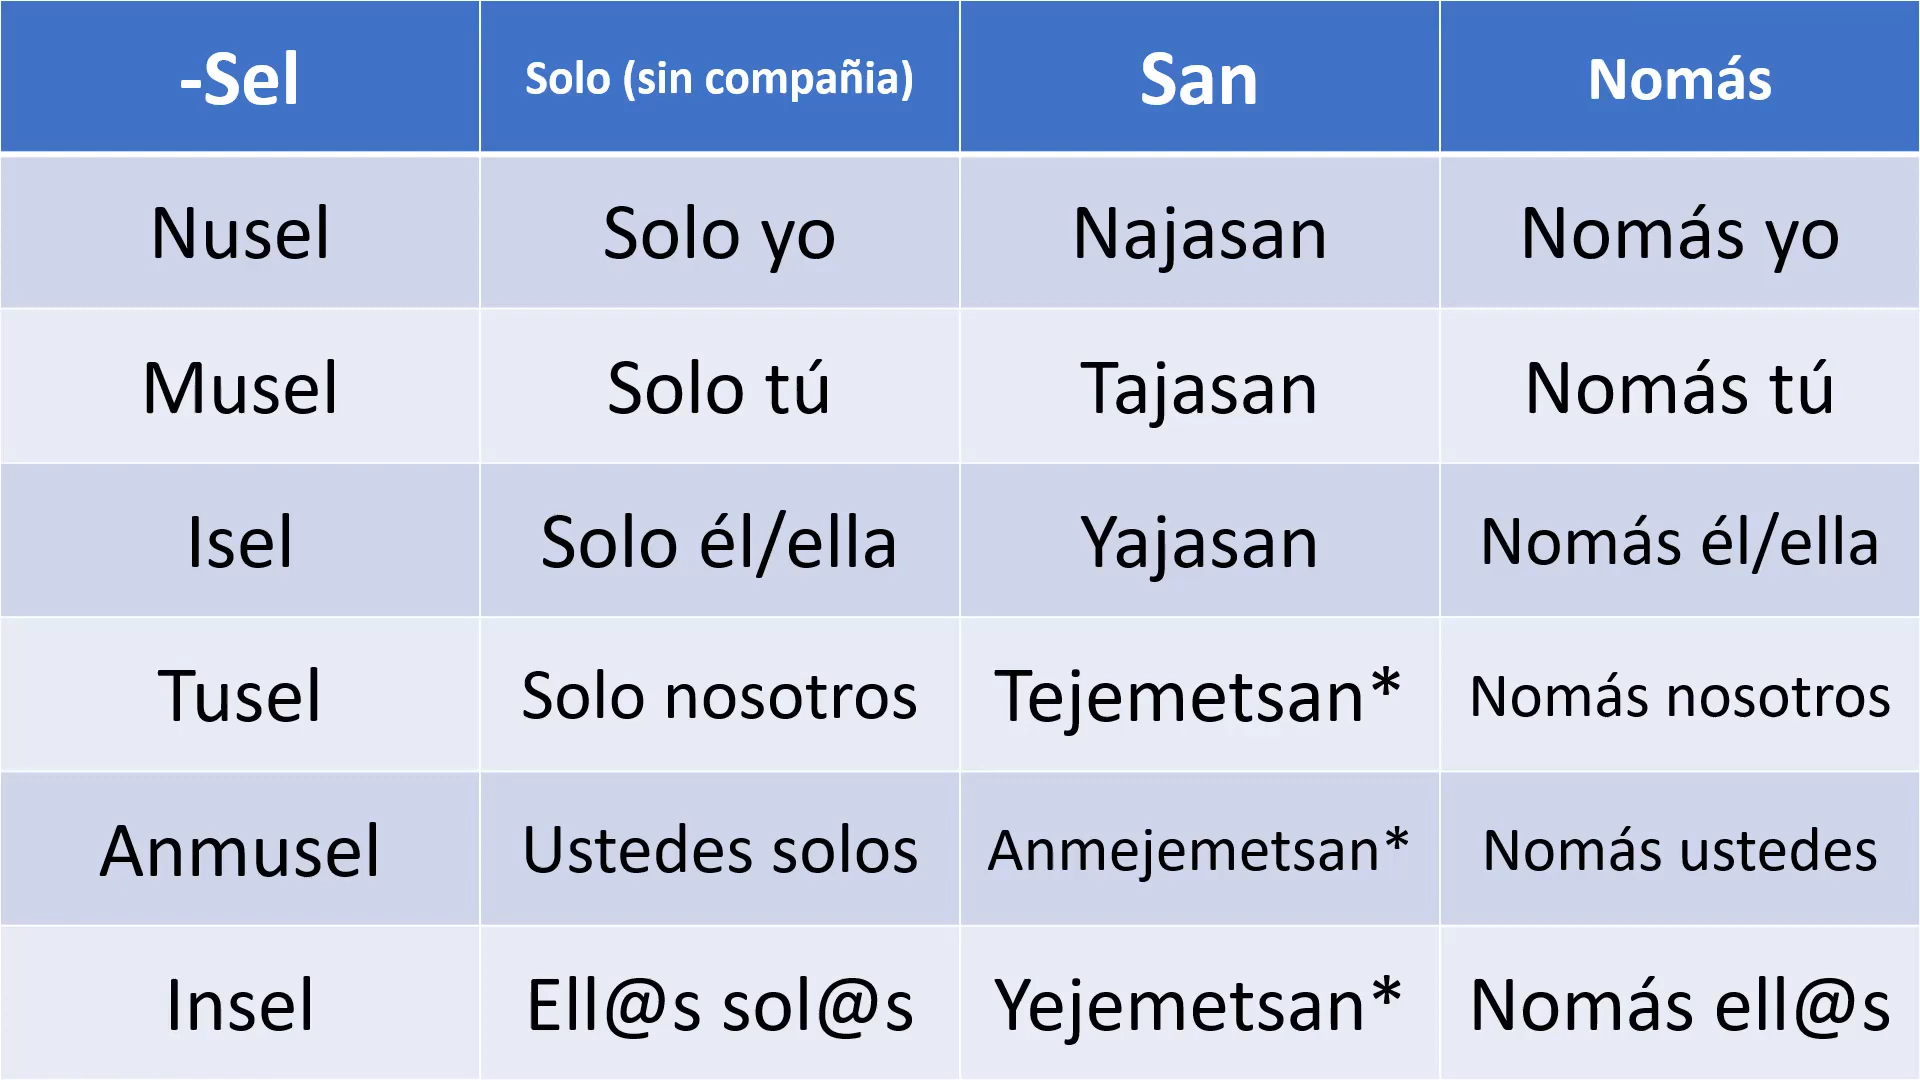 -Sel Solo (sin compañia) San Nomás
Nusel Solo yo Najasan Nomás yo
Musel Solo tú Tajasan Nomás tú
Isel Solo él/ella Yajasan Nomás él/ella
Tusel Solo nosotros Tejemetsan* Nomás nosotros
Anmusel Ustedes solos Anmejemetsan* Nomás ustedes
Insel Ell@s sol@s Yejemetsan* Nomás ell@s